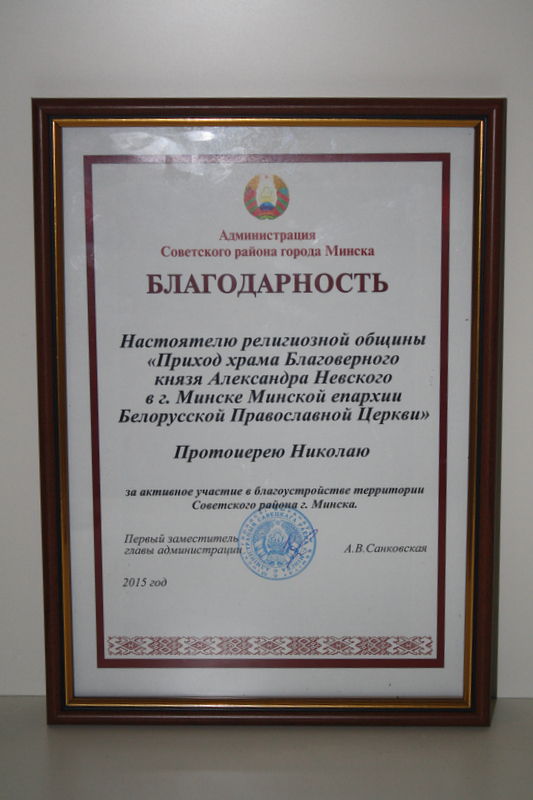 Администрация
Советского района города Минска
БЛАГОДАРНОСТЬ
Настоятелю религиозной общины
«Приход храма Благоверного
князя Александра Невского
в г. Минске Минской епархии
Белорусской Православной Церкви»
Протоиерею Николаю
за активное участие в благоустройстве территории
Советского района г. Минска.
Первый заместитель
главы администрации
А.В.Санковская
2015 год